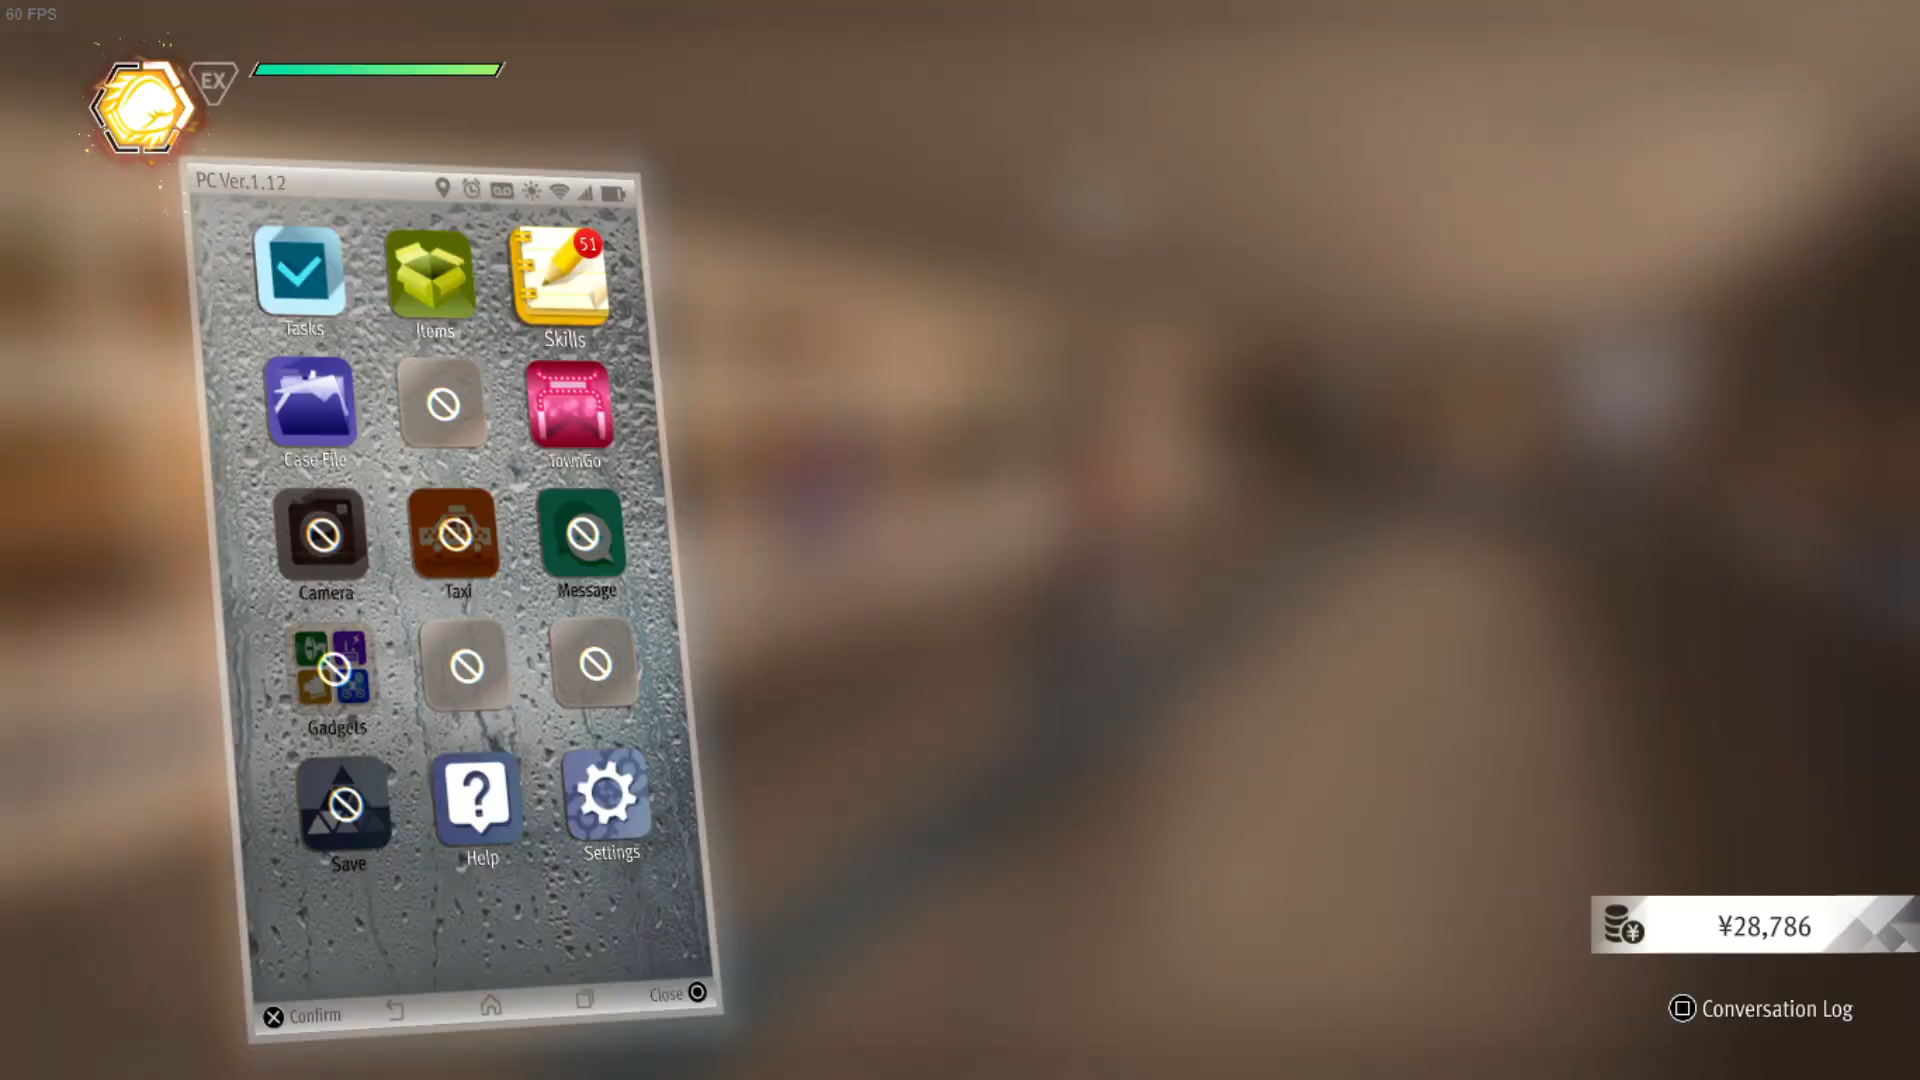 60 FPS
EX
PC Ver.1.12
51
Tasks
Items
Skills
Case File
TownGo
Camera
Taxi
Message
Gadgets
Save
Help
Settings
Confirm
Close
¥28,786
Conversation Log